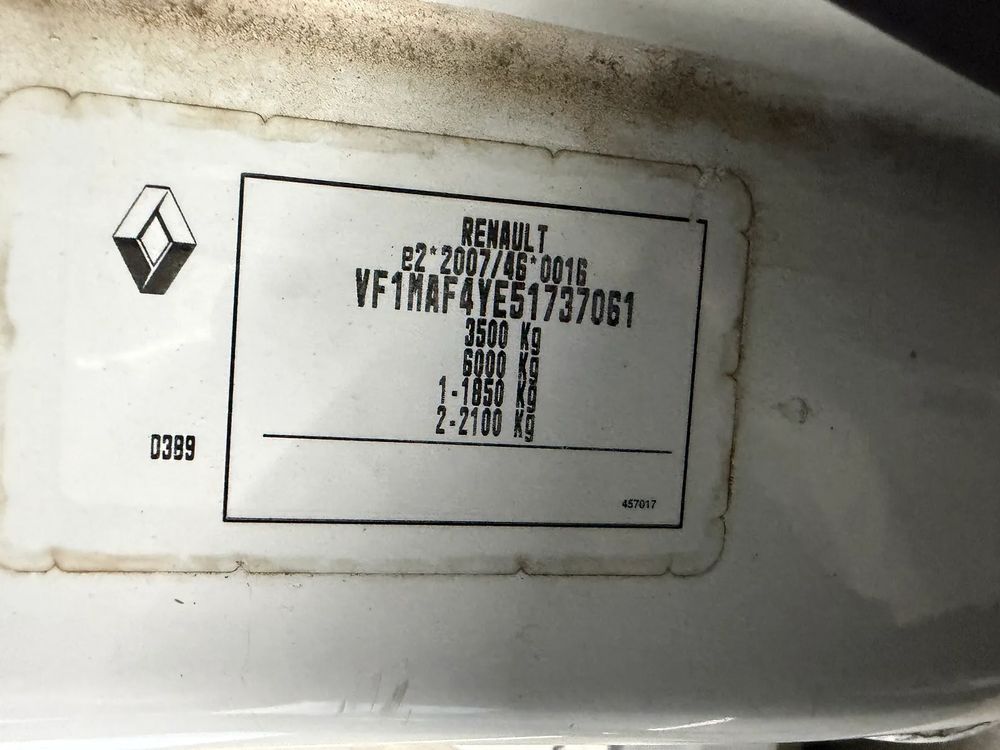 RENAULT
e2*2007/46*0016
VF1MAF4YE51737061
3500 Kg
6000 Kg
1-1850 Kg
2-2100 Kg
D389
457017